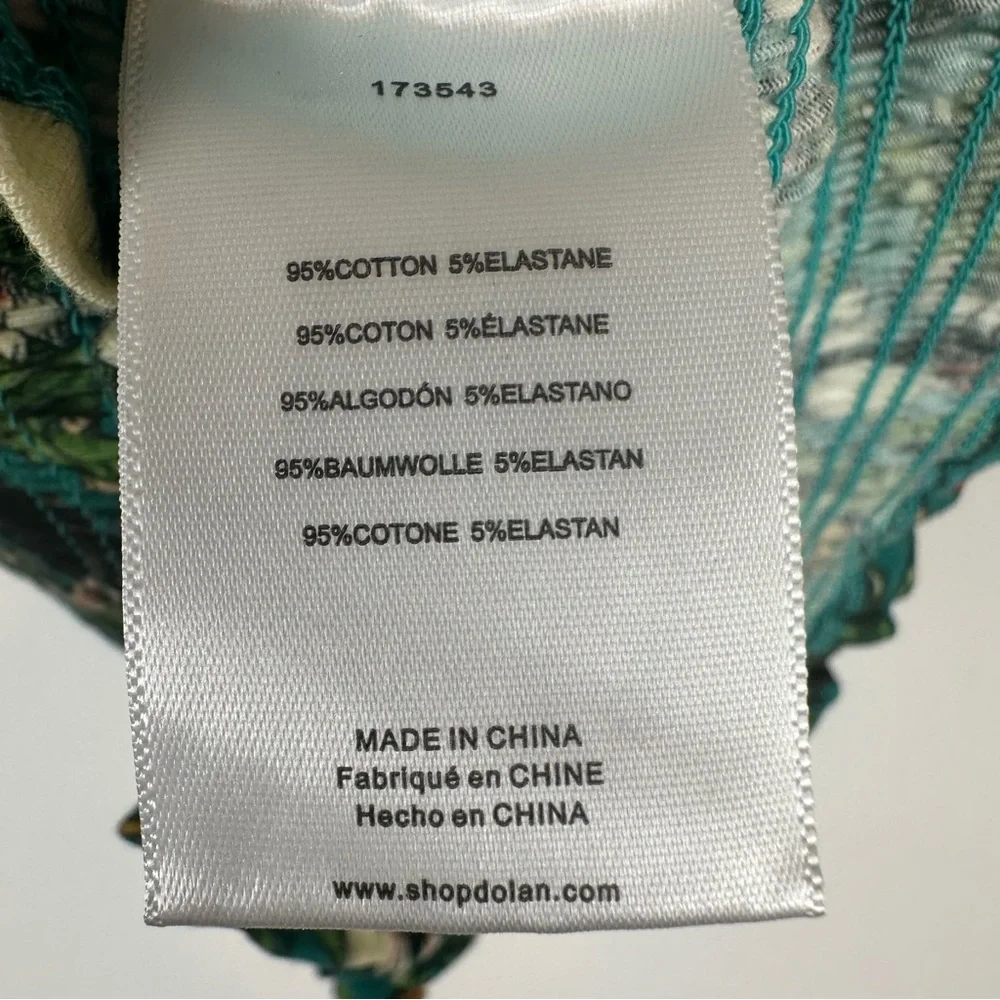 173543
95%COTTON 5%ELASTANE
95%COTON 5%ÉLASTANE
95%ALGODÓN 5%ELASTANO
95%BAUMWOLLE 5%ELASTAN
95%COTONE 5%ELASTAN
MADE IN CHINA
Fabriqué en CHINE
Hecho en CHINA
www.shopdolan.com